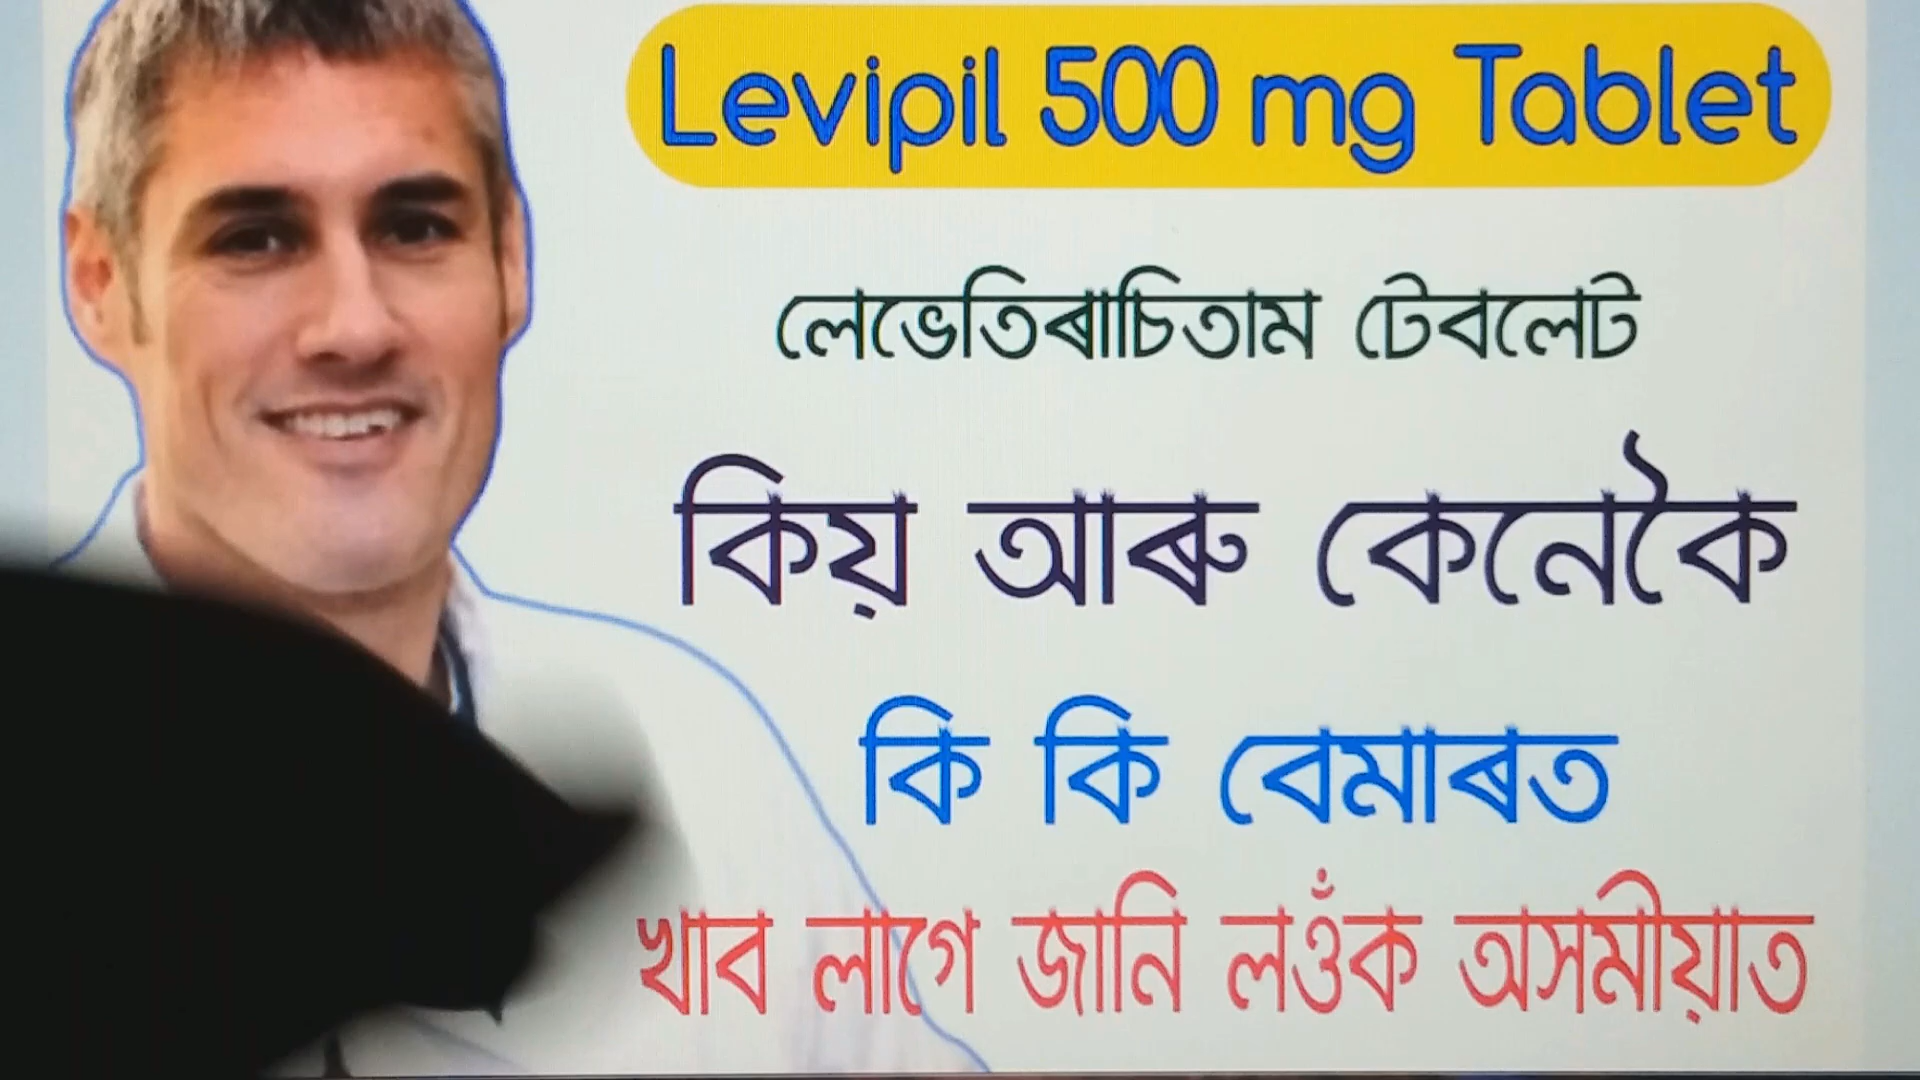 Levipil 500 mg Tablet
লেভেতিৰাচিতাম টেবলেট
কিয় আৰু কেনেকৈ
কি কি বেমাৰত
খাব লাগে জানি লওঁক অসমীয়াত